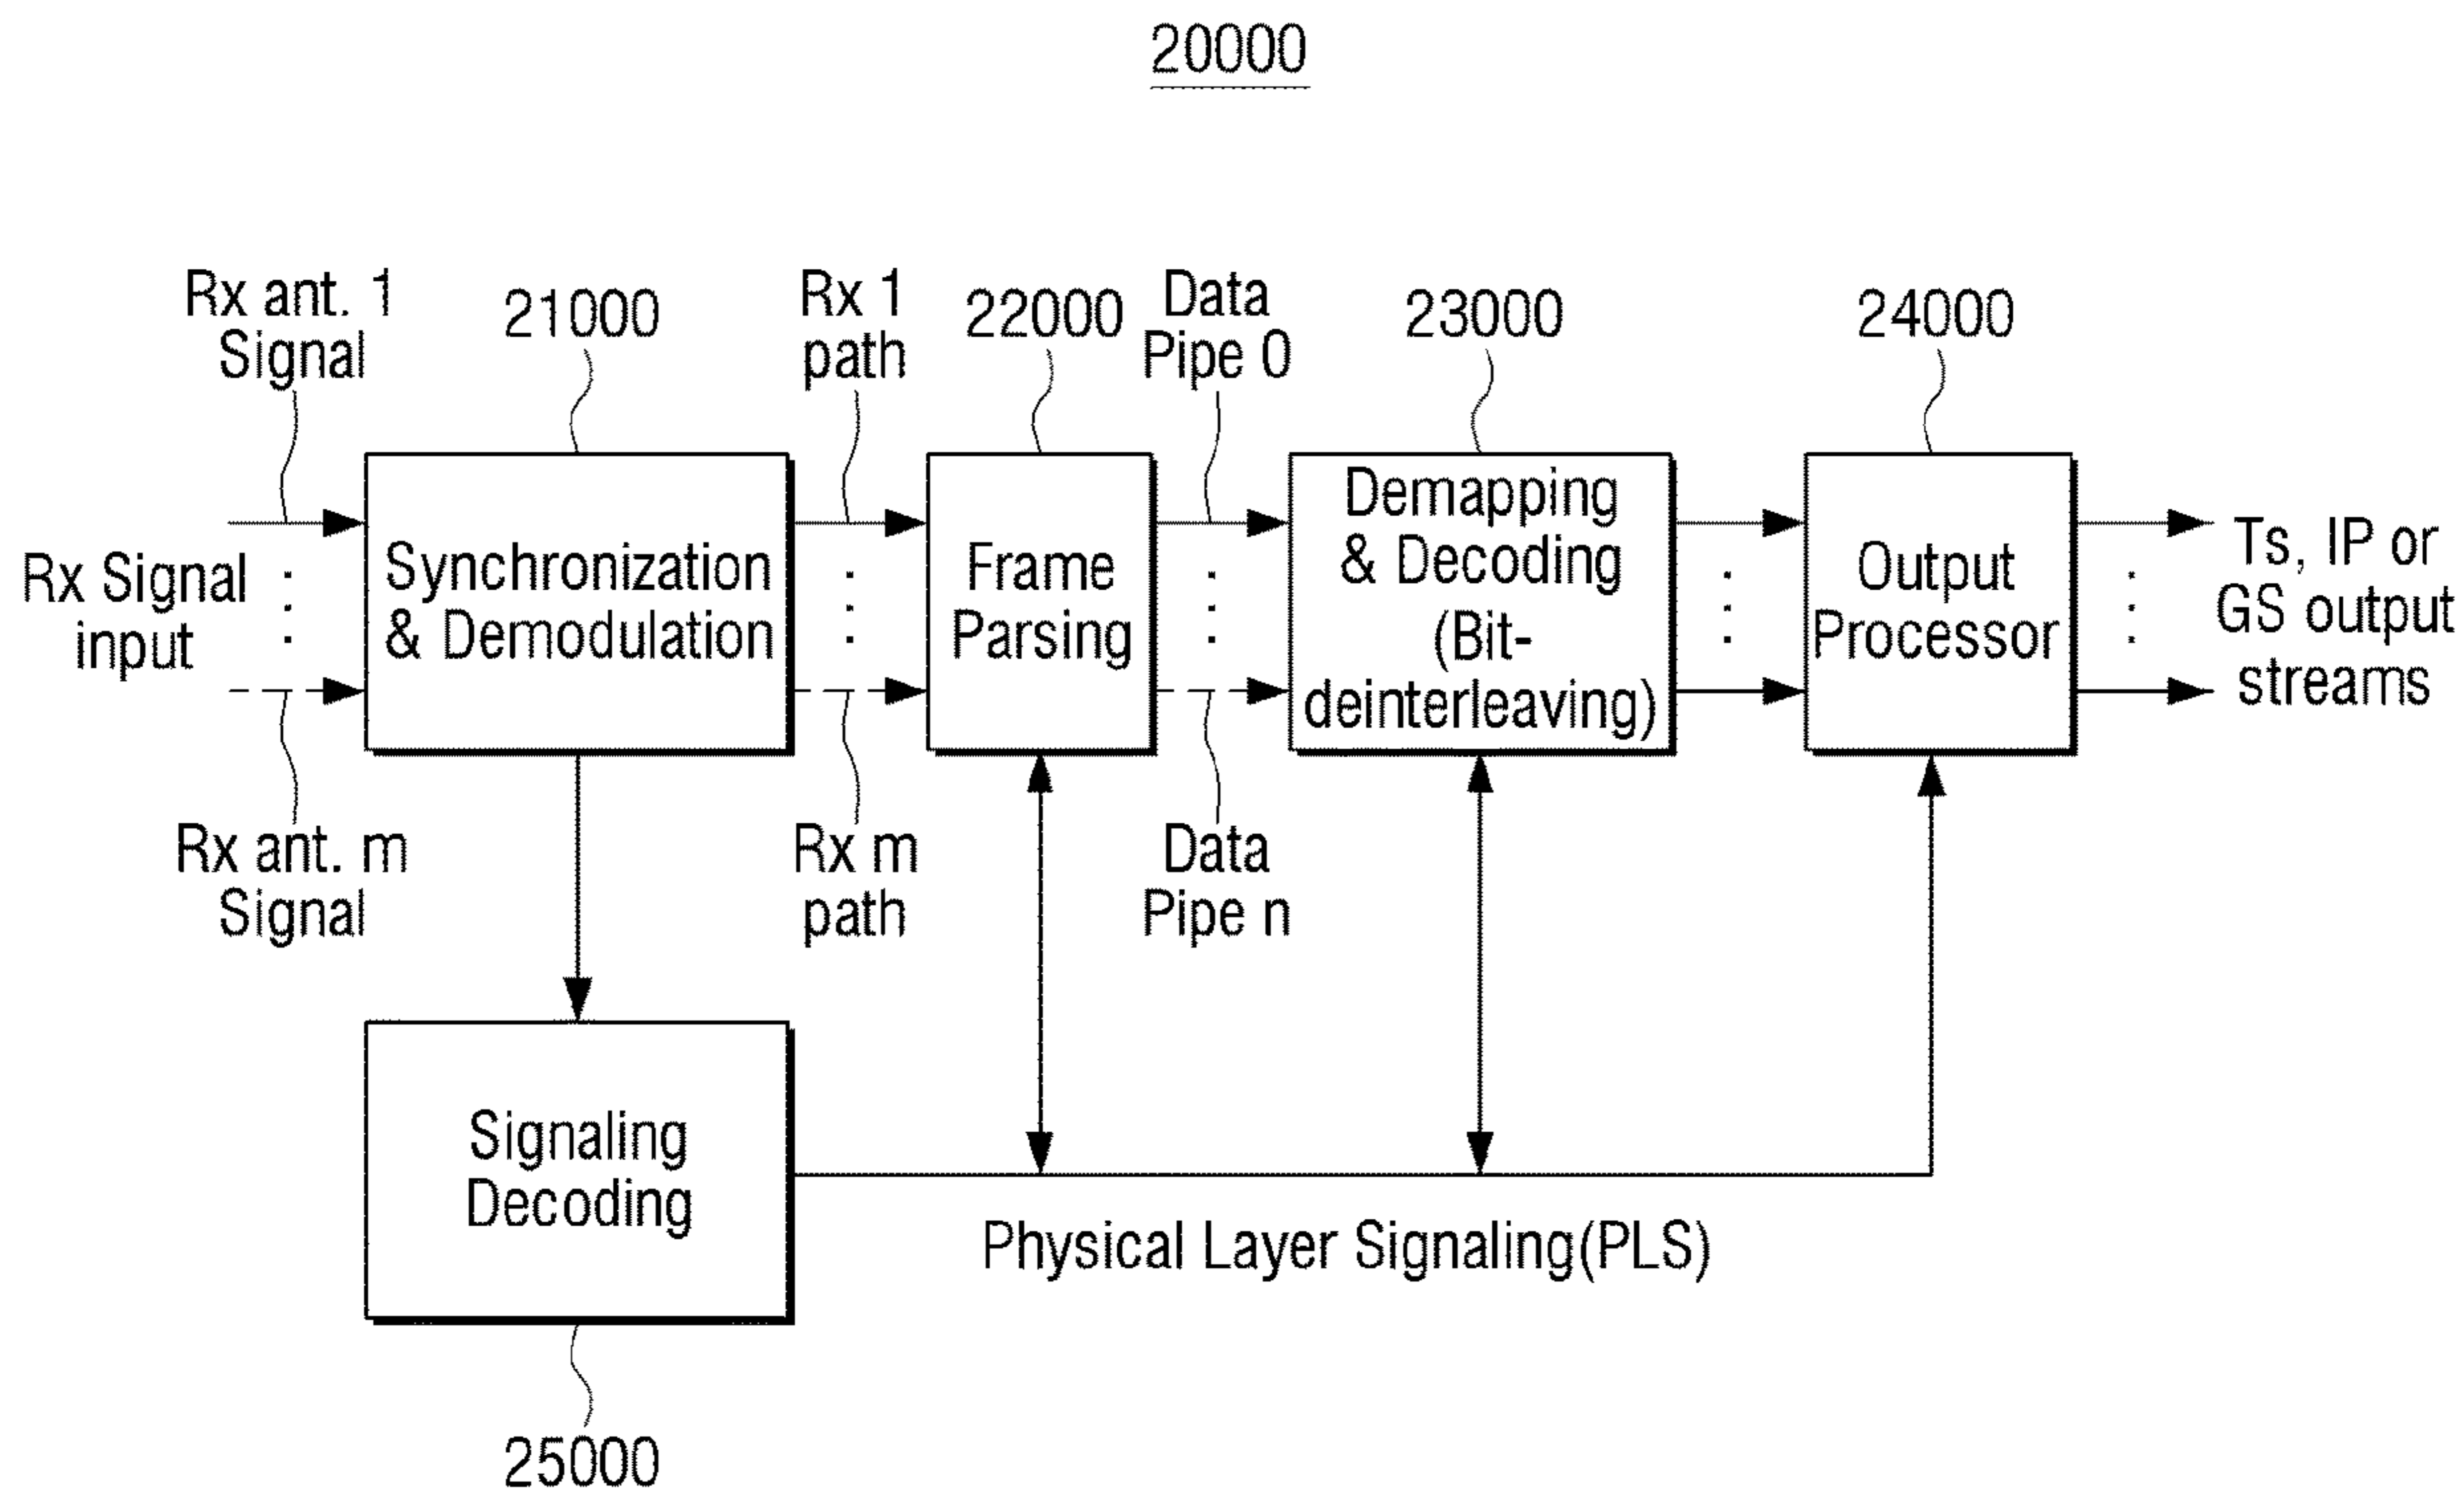 20000
Rx ant. 1
Signal
21000
Rx 1
path
22000
Data
Pipe 0
23000
24000
Rx Signal
input
Synchronization
& Demodulation
Frame
Parsing
Demapping
& Decoding
(Bit-
deinterleaving)
Output
Processor
Ts, IP or
GS output
streams
Rx ant. m
Signal
Rx m
path
Data
Pipe n
Signaling
Decoding
Physical Layer Signaling(PLS)
25000